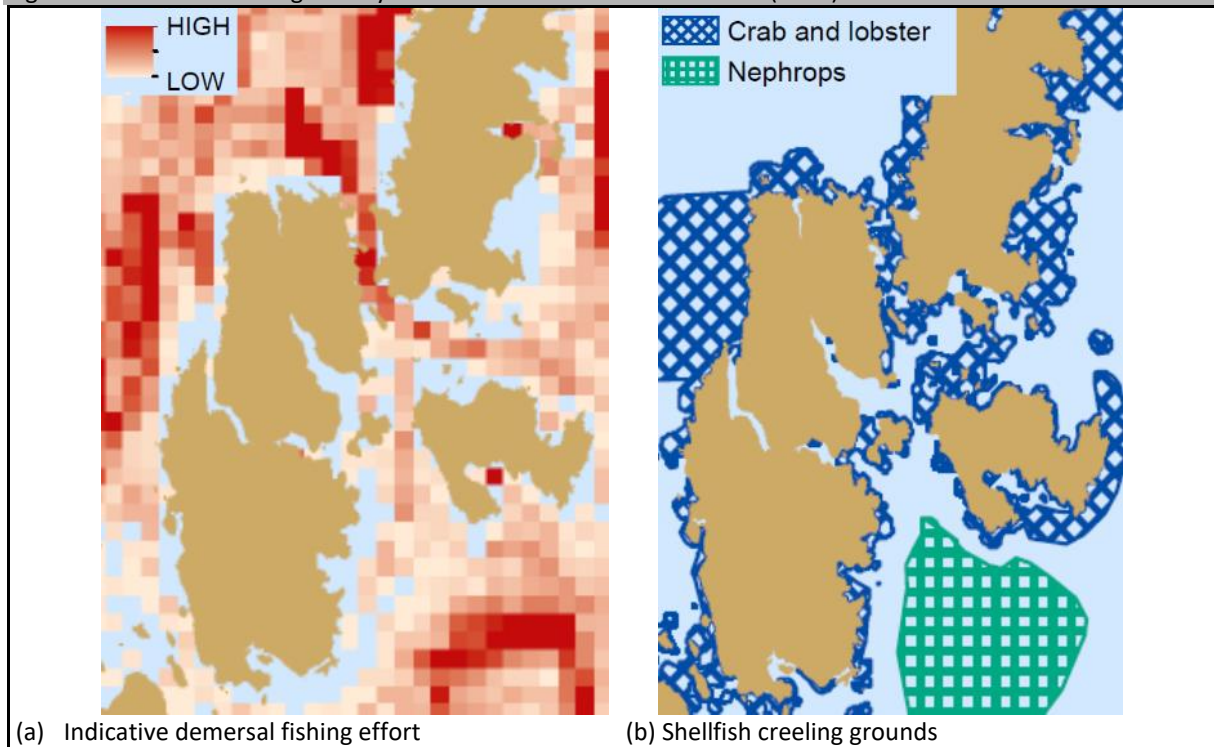 HIGH
LOW
Crab and lobster
Nephrops
(a) Indicative demersal fishing effort
(b) Shellfish creeling grounds